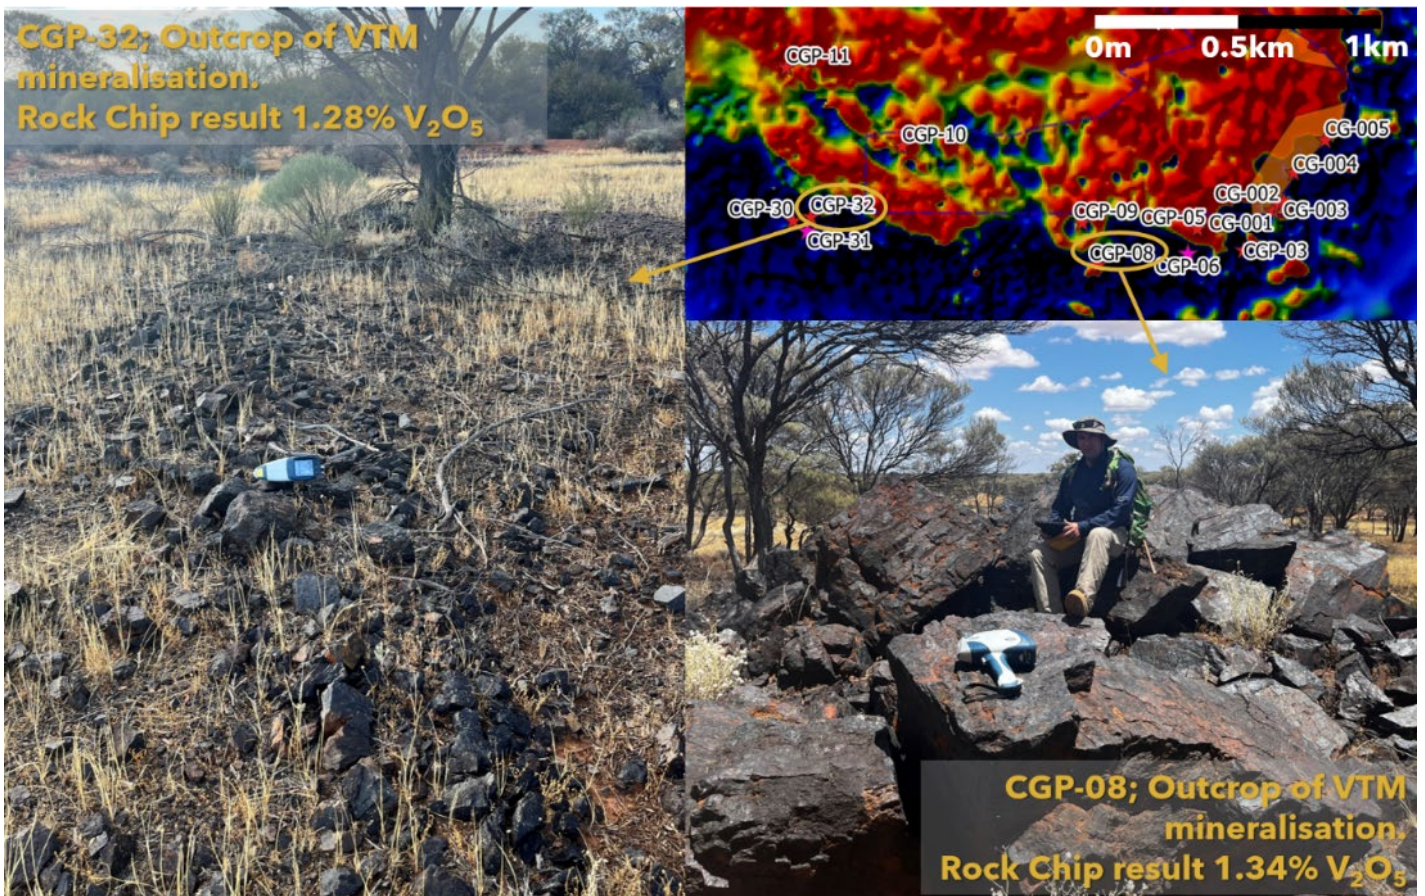 CGP-32; Outcrop of VTM
mineralisation.
Rock Chip result 1.28% V₂O₅
0m 0.5km 1km
CGP-11
CG-005
CGP-10
CG-004
CG-002
CGP-30 CGP-32 CGP-09 CGP-05 CG-001 CG-003
CGP-31 CGP-08 CGP-06 CGP-03
CGP-08; Outcrop of VTM
mineralisation.
Rock Chip result 1.34% V₂O₅